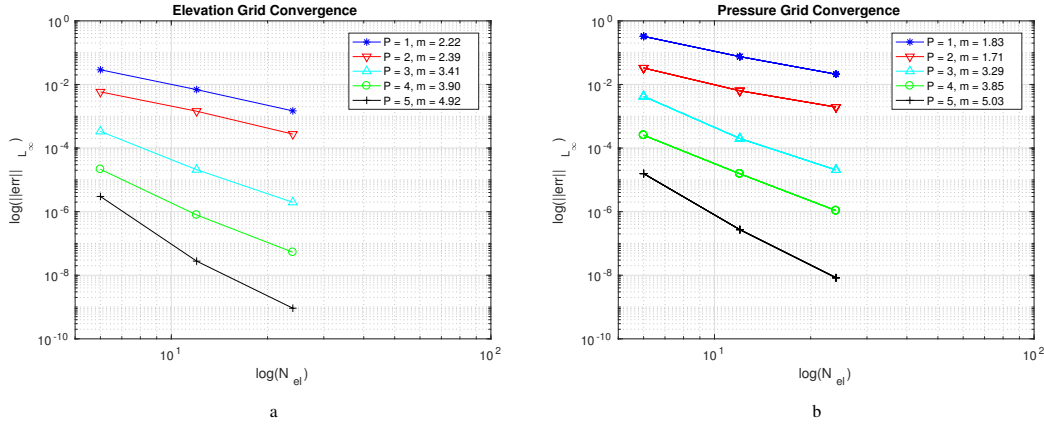 Elevation Grid Convergence
10^0
10^-2
10^-4
10^-6
10^-8
10^-10
log(||err||_L∞)
P = 1, m = 2.22
P = 2, m = 2.39
P = 3, m = 3.41
P = 4, m = 3.90
P = 5, m = 4.92
10^1
10^2
log(N_el)
a
Pressure Grid Convergence
10^0
10^-2
10^-4
10^-6
10^-8
10^-10
log(||err||_L∞)
P = 1, m = 1.83
P = 2, m = 1.71
P = 3, m = 3.29
P = 4, m = 3.85
P = 5, m = 5.03
10^1
10^2
log(N_el)
b